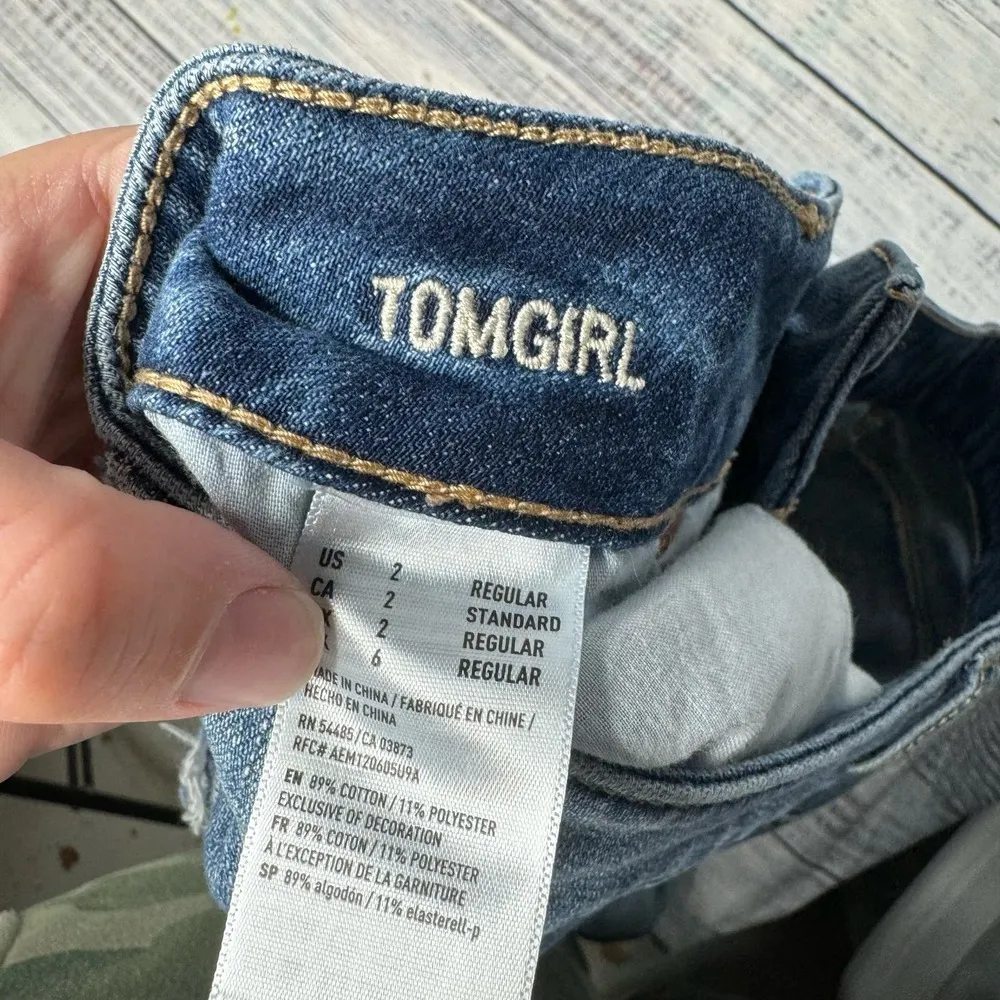 TOMGIRL
US 2 REGULAR
CA 2 STANDARD
2 REGULAR
6 REGULAR
MADE IN CHINA / FABRIQUÉ EN CHINE /
HECHO EN CHINA
RN 54485 / CA 03873
RFC# AEM120605U9A
EN 89% COTTON / 11% POLYESTER
EXCLUSIVE OF DECORATION
FR 89% COTON / 11% POLYESTER
À L'EXCEPTION DE LA GARNITURE
SP 89% algodón / 11% elasterell-p